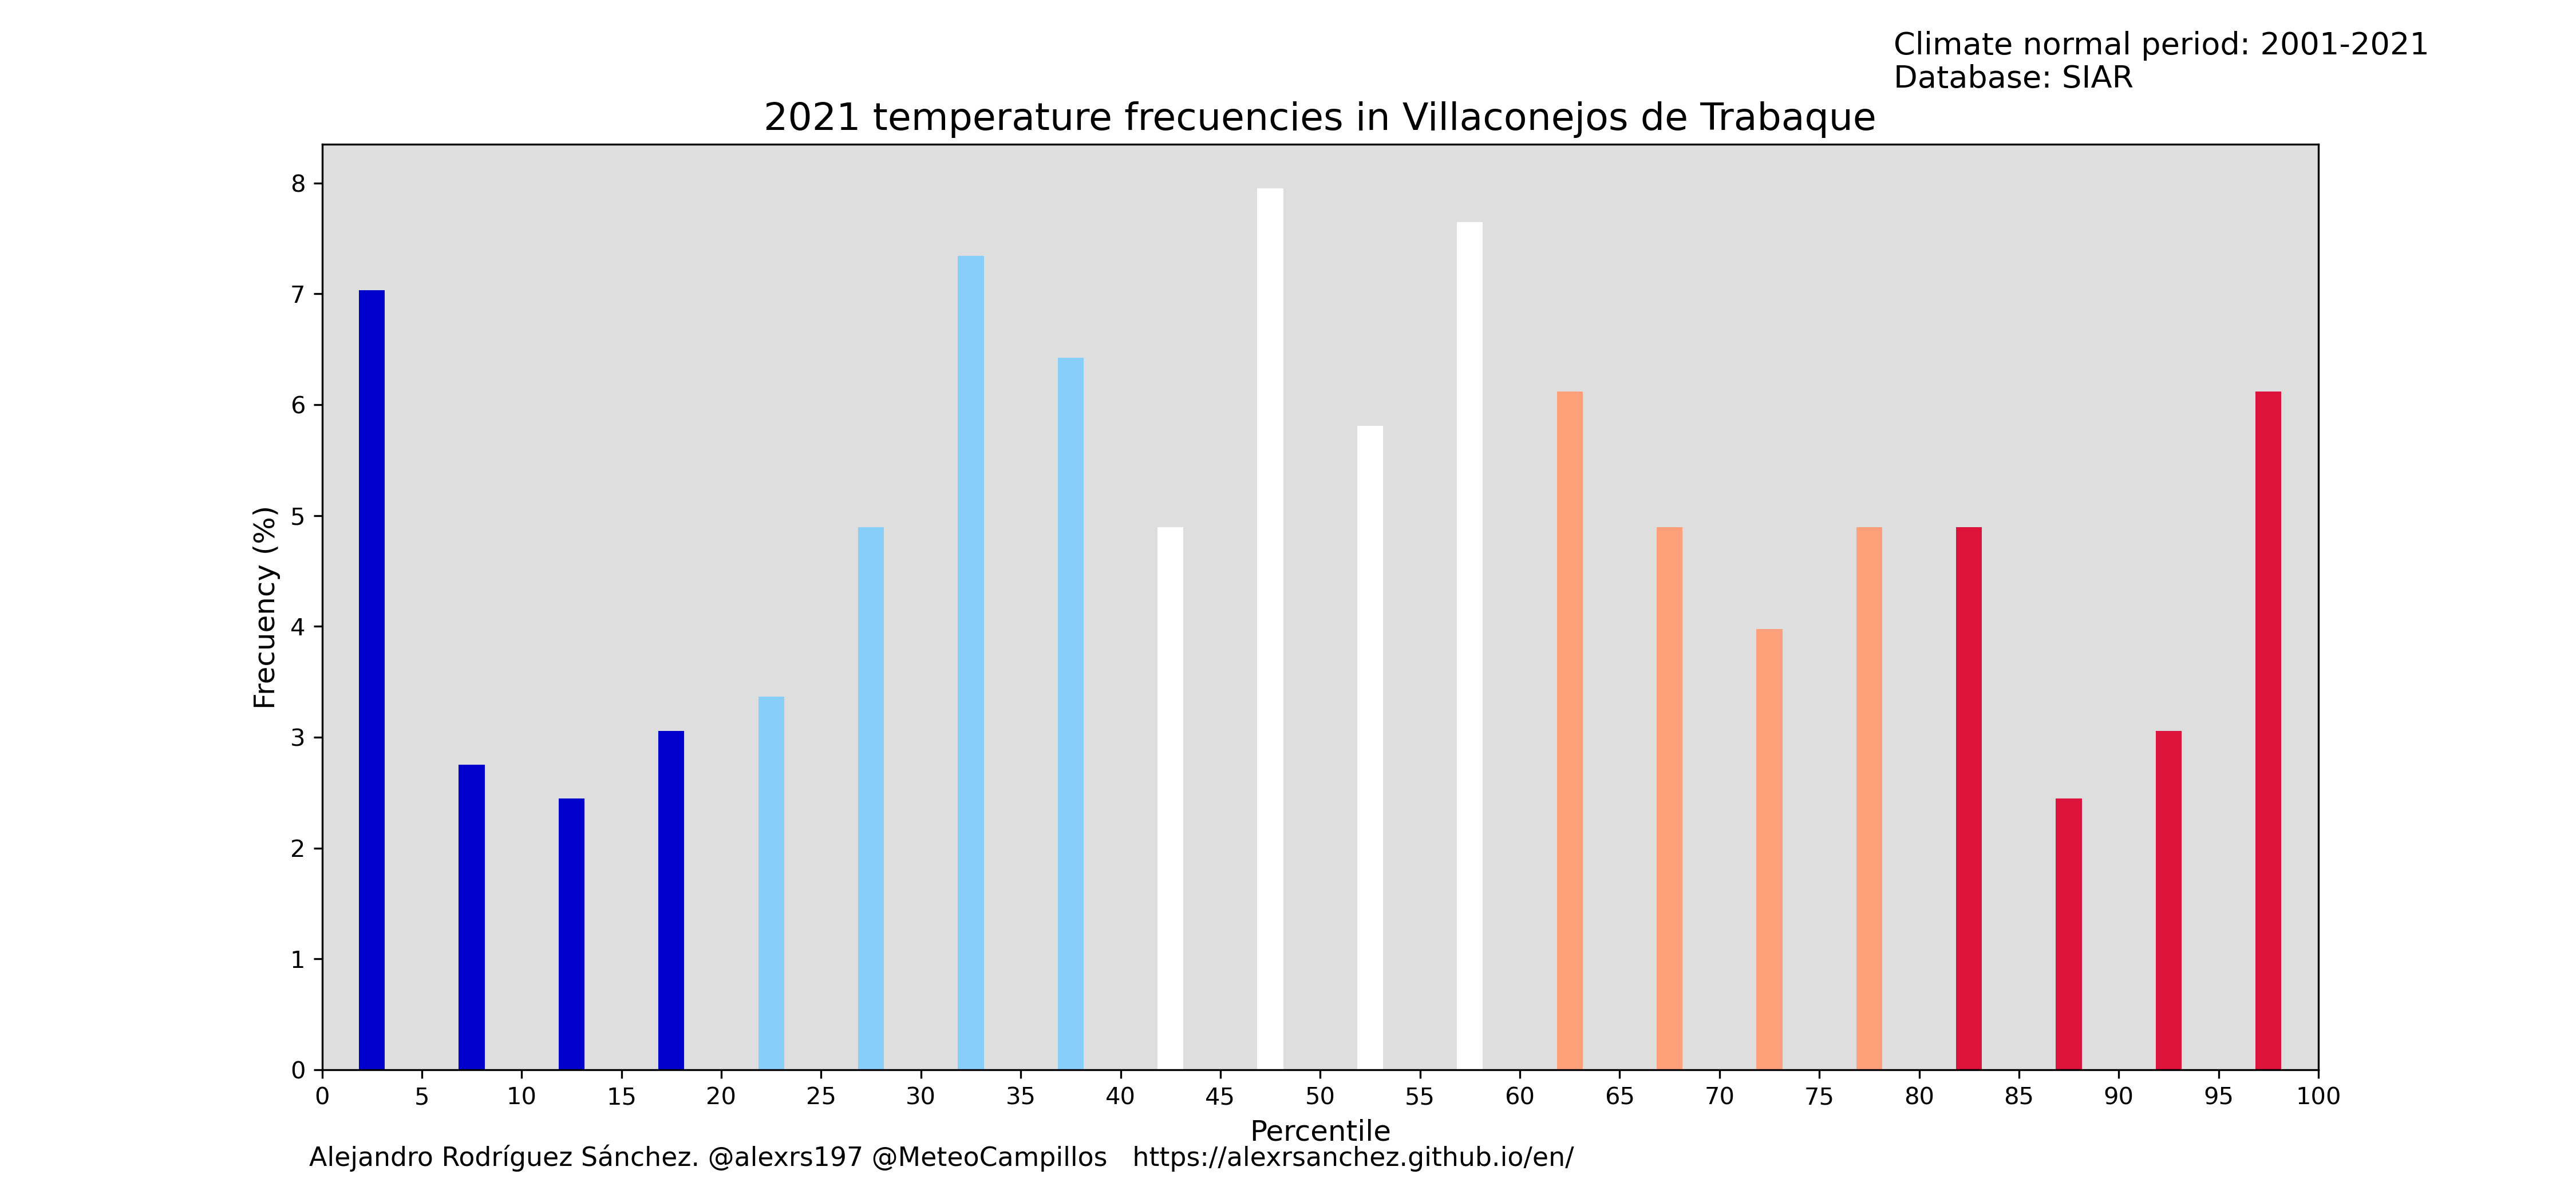 Climate normal period: 2001-2021
Database: SIAR
2021 temperature frecuencies in Villaconejos de Trabaque
8
7
6
5
4
3
2
1
0
Frecuency (%)
0 5 10 15 20 25 30 35 40 45 50 55 60 65 70 75 80 85 90 95 100
Percentile
Alejandro Rodríguez Sánchez. @alexrs197 @MeteoCampillos https://alexrsanchez.github.io/en/